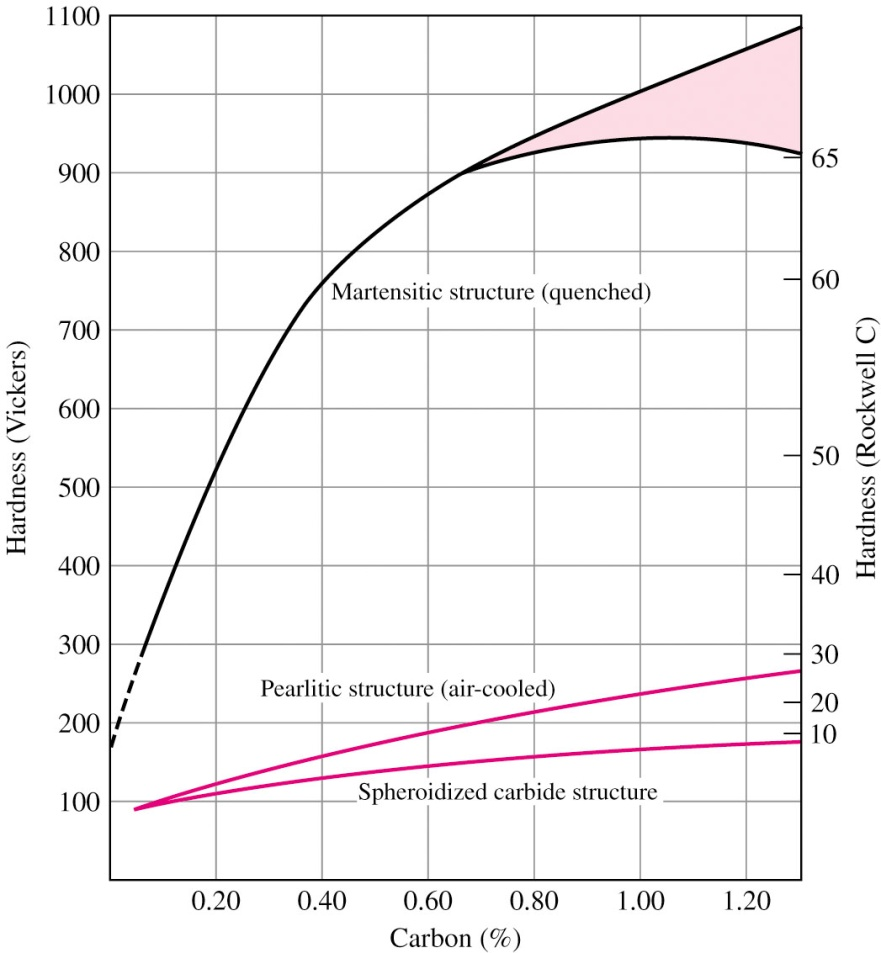 1100
1000
900
800
700
600
500
400
300
200
100
Hardness (Vickers)
Martensitic structure (quenched)
Pearlitic structure (air-cooled)
Spheroidized carbide structure
65
60
50
40
30
20
10
Hardness (Rockwell C)
0.20 0.40 0.60 0.80 1.00 1.20
Carbon (%)